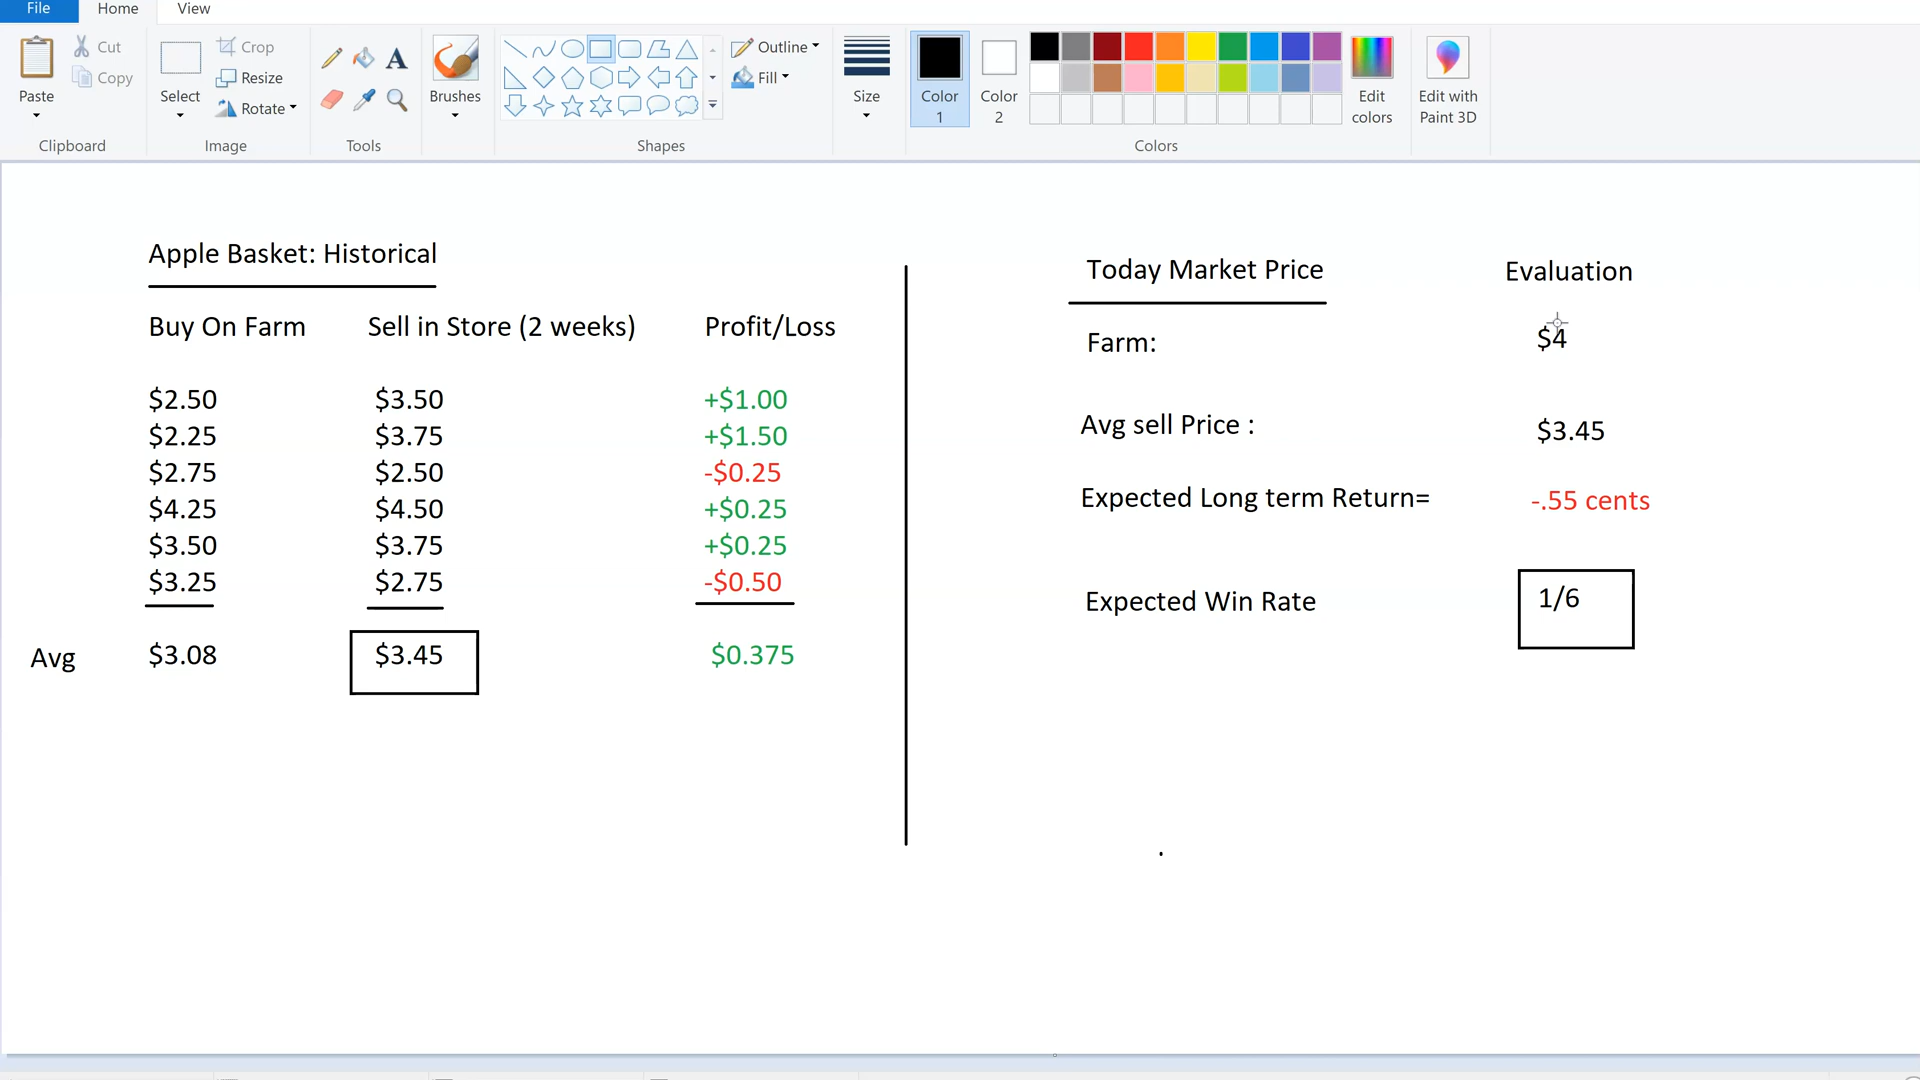 File Home View
Paste
Cut
Copy
Clipboard
Select
Crop
Resize
Rotate
Image
Tools
Brushes
Shapes
Outline
Fill
Size
Color 1
Color 2
Edit colors
Colors
Edit with Paint 3D
Apple Basket: Historical
Buy On Farm Sell in Store (2 weeks) Profit/Loss
$2.50 $3.50 +$1.00
$2.25 $3.75 +$1.50
$2.75 $2.50 -$0.25
$4.25 $4.50 +$0.25
$3.50 $3.75 +$0.25
$3.25 $2.75 -$0.50
Avg $3.08 $3.45 $0.375
Today Market Price Evaluation
Farm: $4
Avg sell Price : $3.45
Expected Long term Return= -.55 cents
Expected Win Rate 1/6